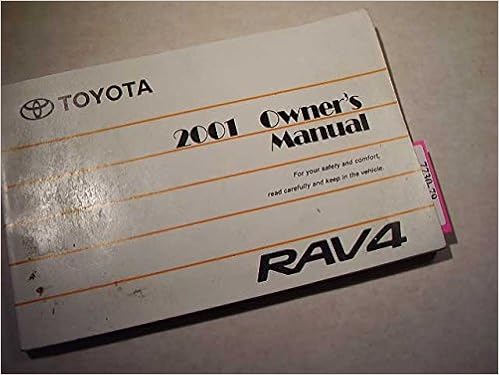 TOYOTA
2001 Owner's
Manual
For your safety and comfort,
read carefully and keep in the vehicle.
RAV4